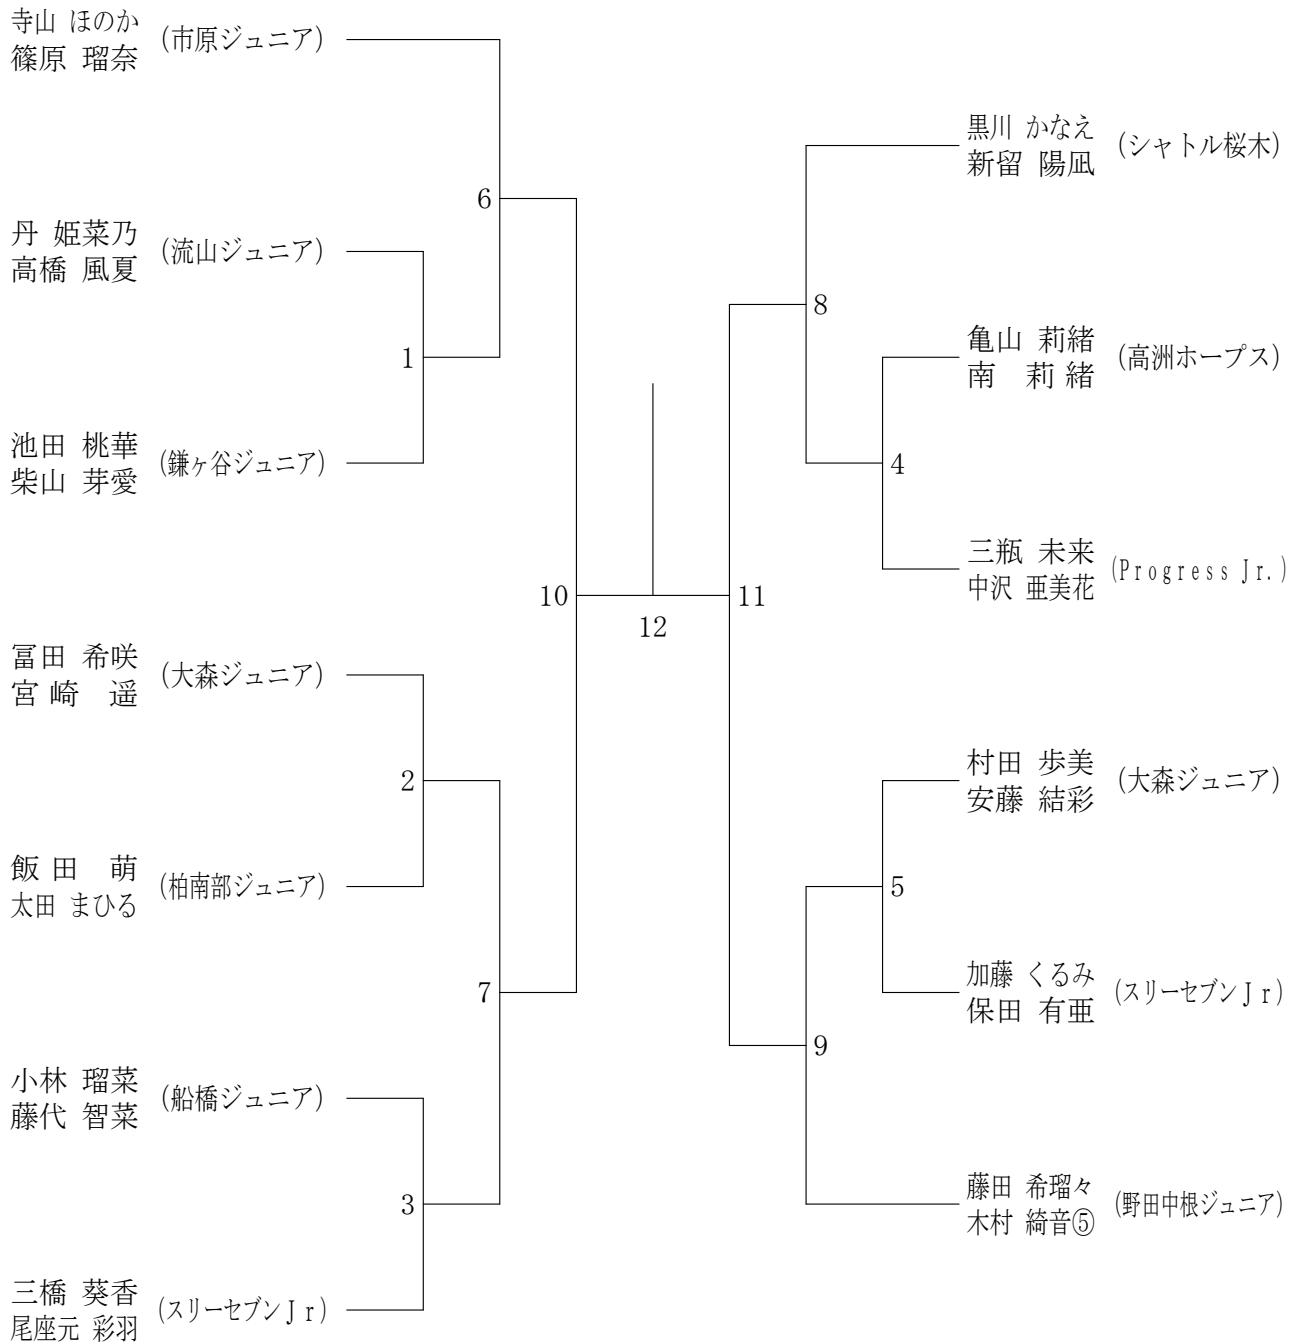 寺山 ほのか
篠原 瑠奈
(市原ジュニア)
丹 姫菜乃
高橋 風夏
(流山ジュニア)
池田 桃華
柴山 芽愛
(鎌ヶ谷ジュニア)
冨田 希咲
宮崎 遥
(大森ジュニア)
飯田 萌
太田 まひる
(柏南部ジュニア)
小林 瑠菜
藤代 智菜
(船橋ジュニア)
三橋 葵香
尾座元 彩羽
(スリーセブンJr)
1
2
3
6
7
10
12
11
8
9
4
5
黒川 かなえ
新留 陽凪
(シャトル桜木)
亀山 莉緒
南 莉緒
(高洲ホープス)
三瓶 未来
中沢 亜美花
(Progress Jr.)
村田 歩美
安藤 結彩
(大森ジュニア)
加藤 くるみ
保田 有亜
(スリーセブンJr)
藤田 希瑠々
木村 綺音⑤
(野田中根ジュニア)